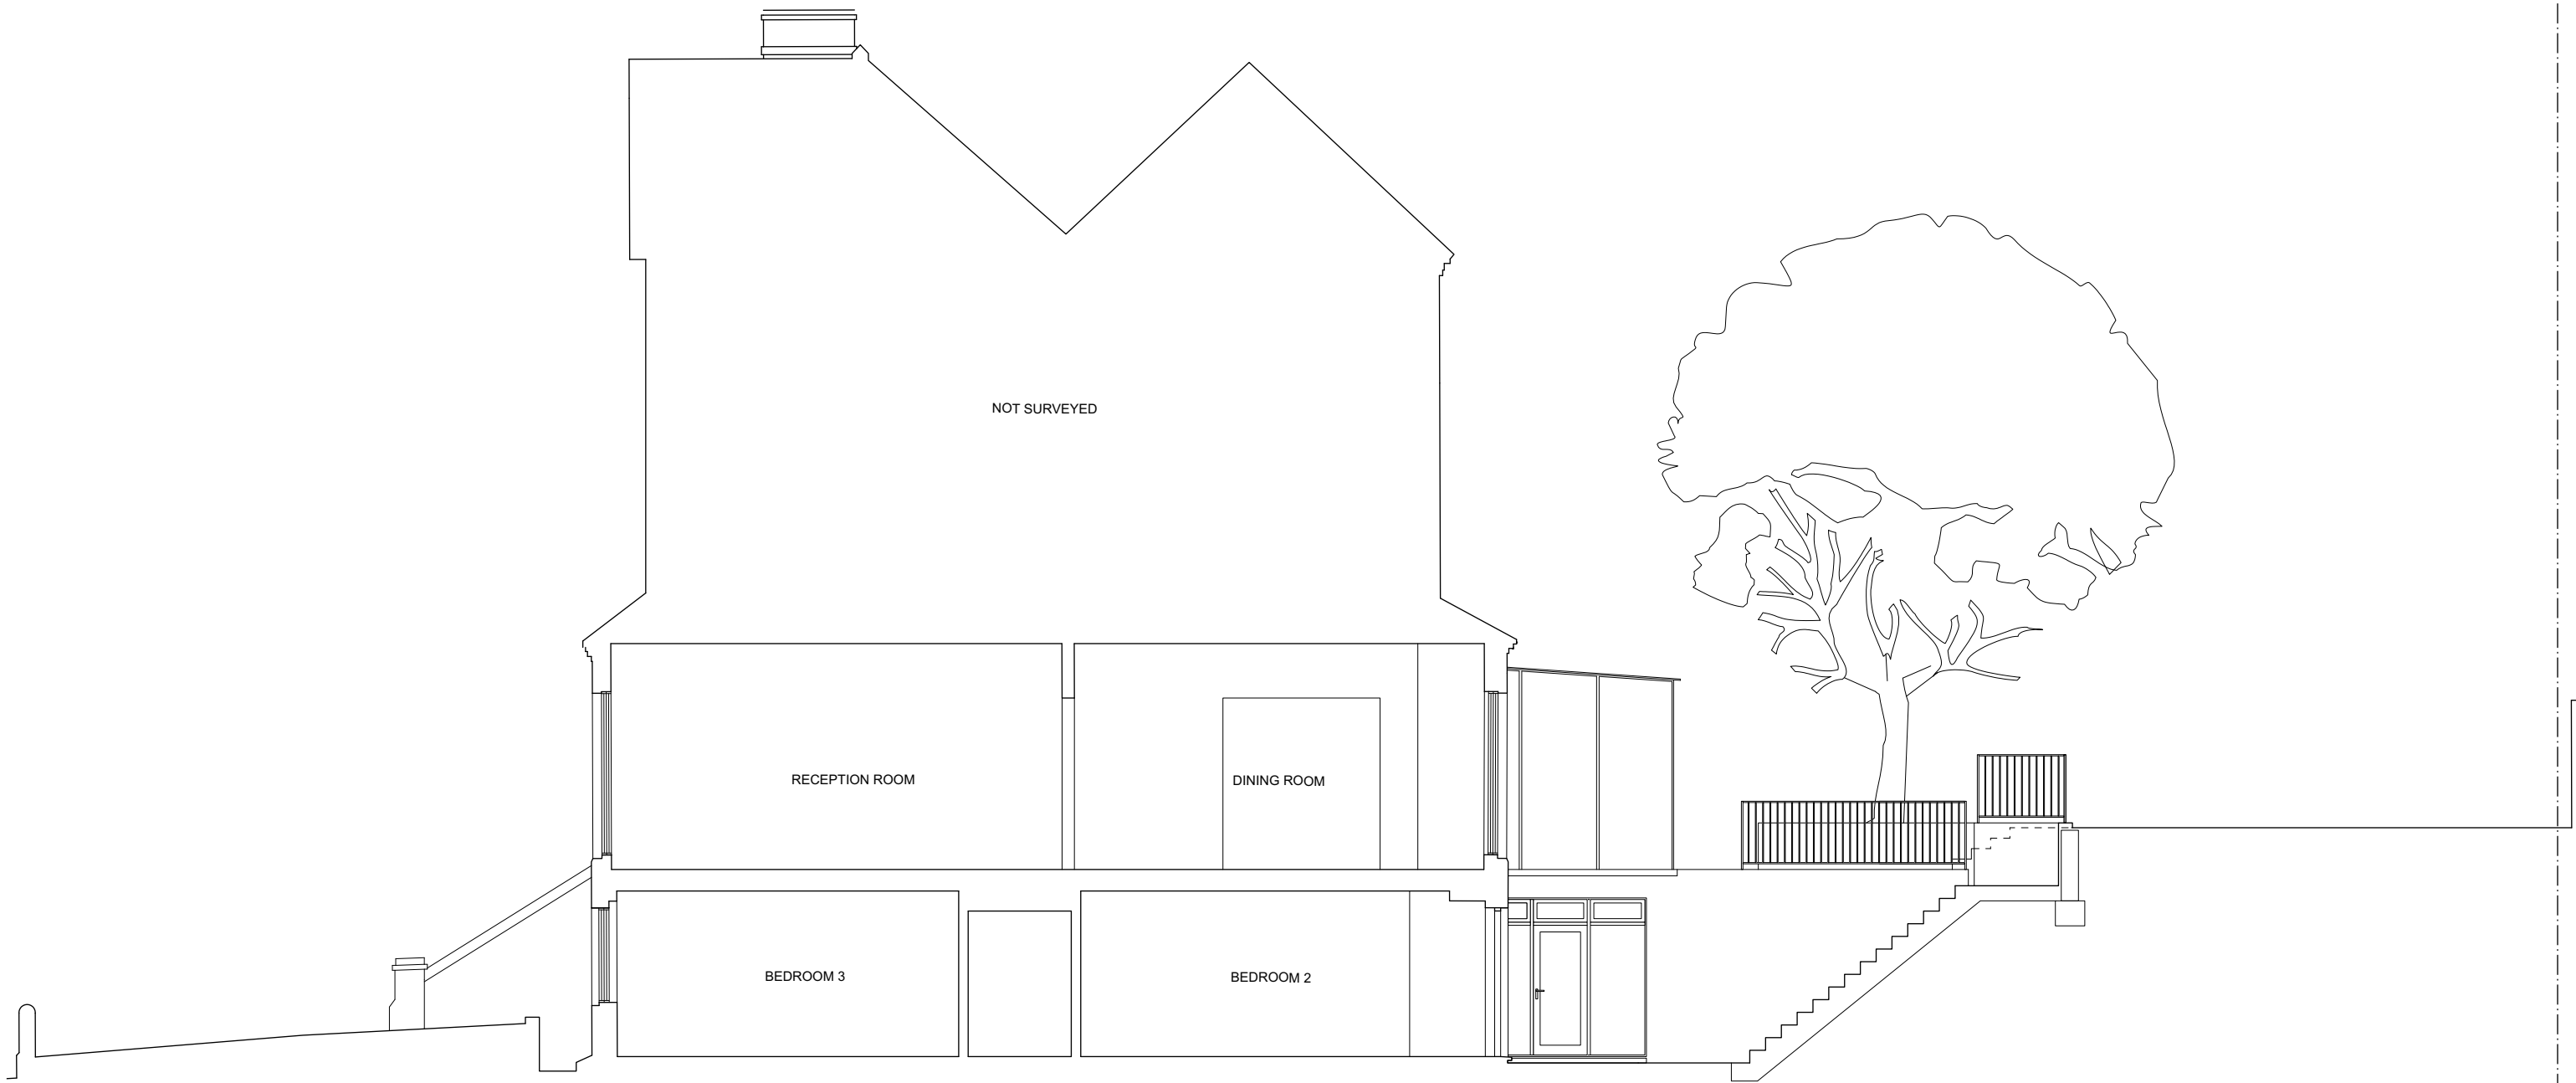 NOT SURVEYED
RECEPTION ROOM
DINING ROOM
BEDROOM 3
BEDROOM 2